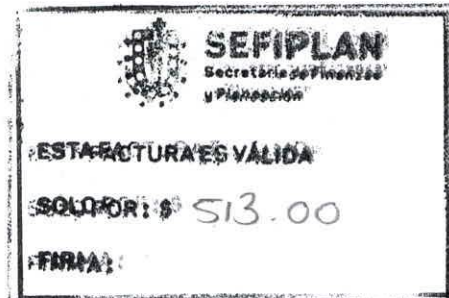 SEFIPLAN
Secretaría de Finanzas
y Planeación
ESTA FACTURA ES VÁLIDA
SOLO POR: $ 513.00
FIRMA: